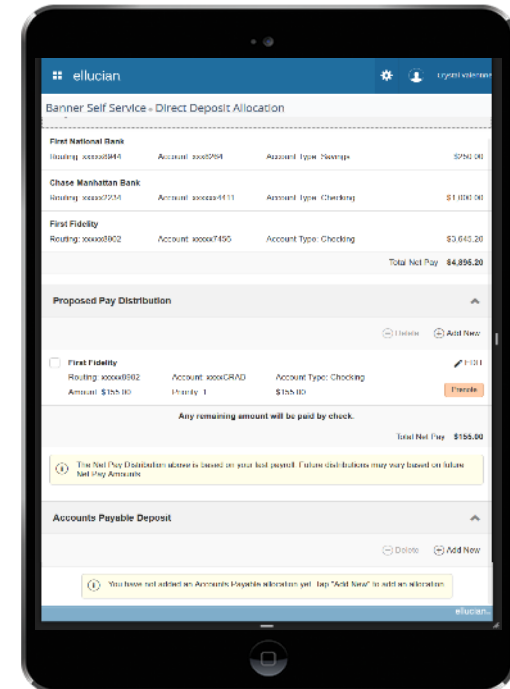 ellucian
Crystal Valentine
Banner Self Service • Direct Deposit Allocation
First National Bank
Routing: xxxxx8944 Account: xxx8264 Account Type: Savings $250.00
Chase Manhattan Bank
Routing: xxxxx2234 Account: xxxxxx4411 Account Type: Checking $1,000.00
First Fidelity
Routing: xxxxx8902 Account: xxxxx7456 Account Type: Checking $3,645.20
Total Net Pay $4,895.20
Proposed Pay Distribution
Delete Add New
First Fidelity EDIT
Account: xxxxCRAD Account Type: Checking
Amount: $155.00 Priority: 1 $155.00 Prenote
Any remaining amount will be paid by check.
Total Net Pay $155.00
The Net Pay Distribution above is based on your last payroll. Future distributions may vary based on future
Net Pay Amounts
Accounts Payable Deposit
Delete Add New
You have not added an Accounts Payable allocation yet. Tap "Add New" to add an allocation.
ellucian